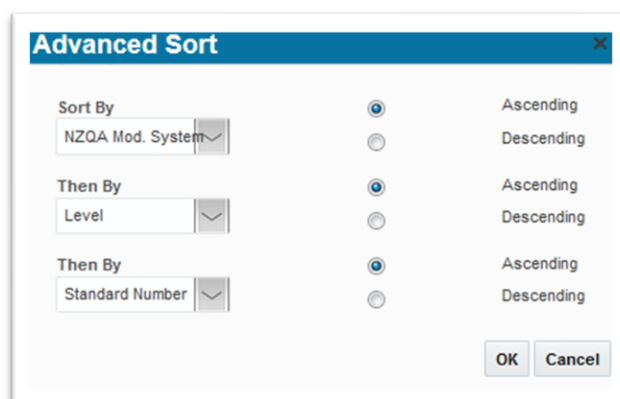 Advanced Sort
Sort By
Ascending
NZQA Mod. System
Descending
Then By
Ascending
Level
Descending
Then By
Ascending
Standard Number
Descending
OK Cancel